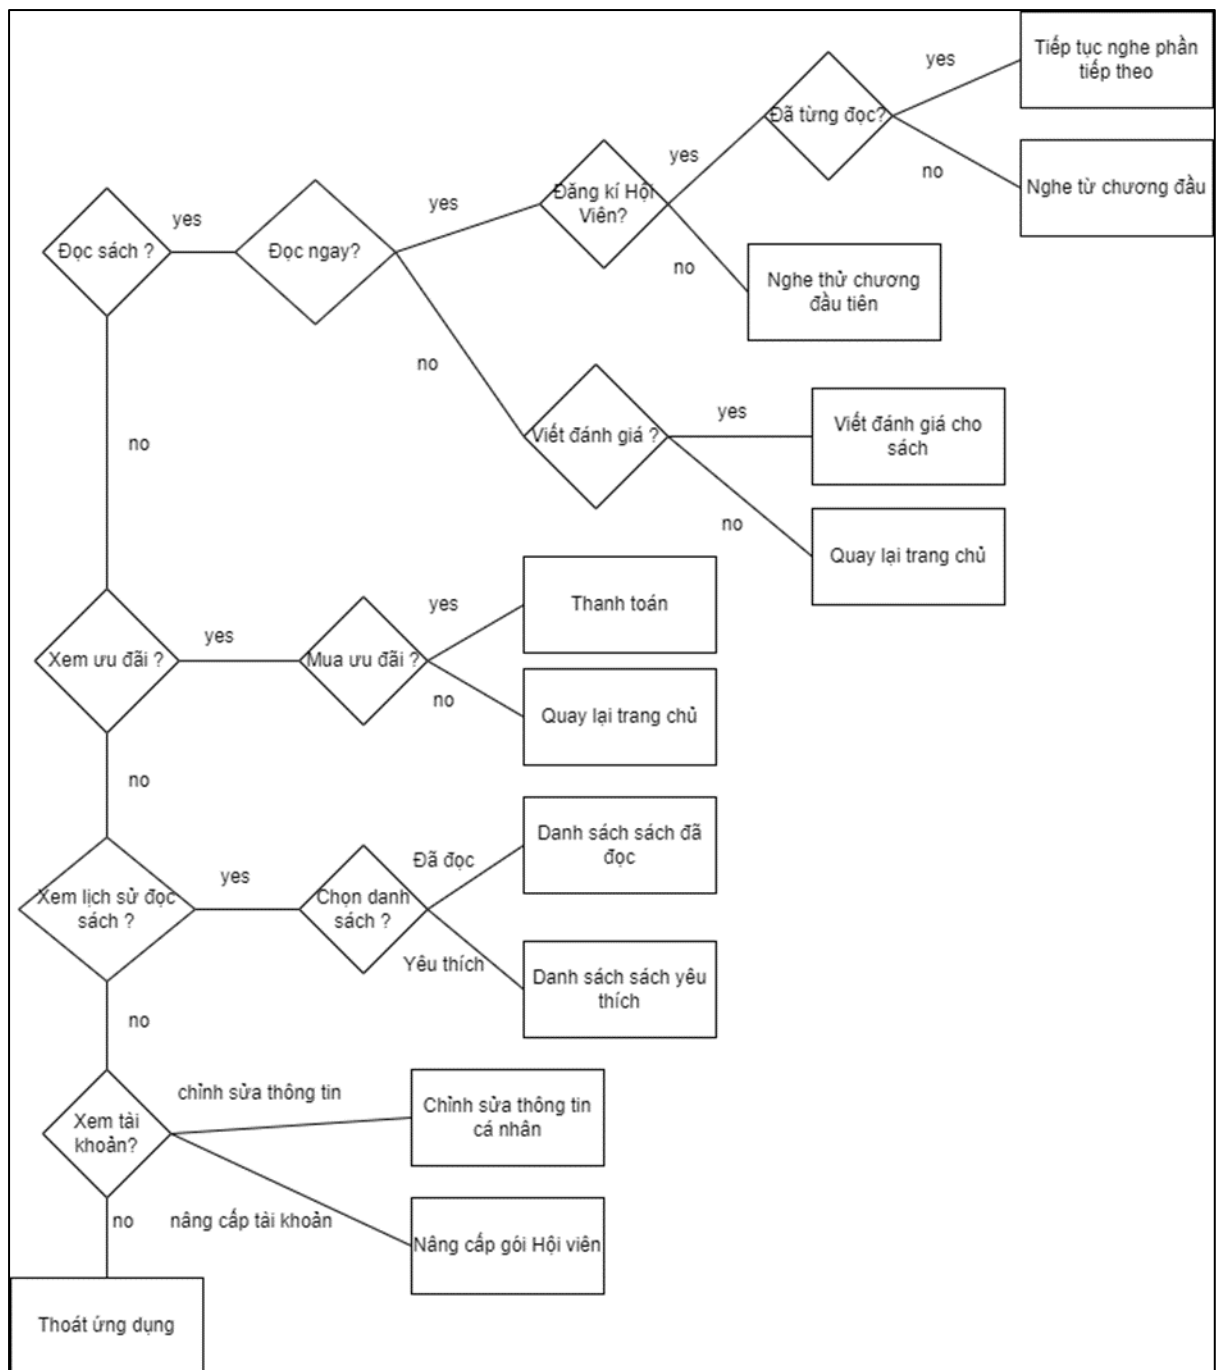 Tiếp tục nghe phần
tiếp theo
yes
Đã từng đọc?
no
Nghe từ chương đầu
yes
Đăng kí Hội
Viên?
no
Nghe thử chương
đầu tiên
yes
Đọc sách ?
yes
Đọc ngay?
no
Viết đánh giá ?
yes
Viết đánh giá cho
sách
no
Quay lại trang chủ
no
Xem ưu đãi ?
yes
Mua ưu đãi ?
yes
Thanh toán
no
Quay lại trang chủ
no
Xem lịch sử đọc
sách ?
yes
Chọn danh
sách ?
Đã đọc
Danh sách sách đã
đọc
Yêu thích
Danh sách sách yêu
thích
no
Xem tài
khoản?
chỉnh sửa thông tin
Chỉnh sửa thông tin
cá nhân
nâng cấp tài khoản
Nâng cấp gói Hội viên
no
Thoát ứng dụng